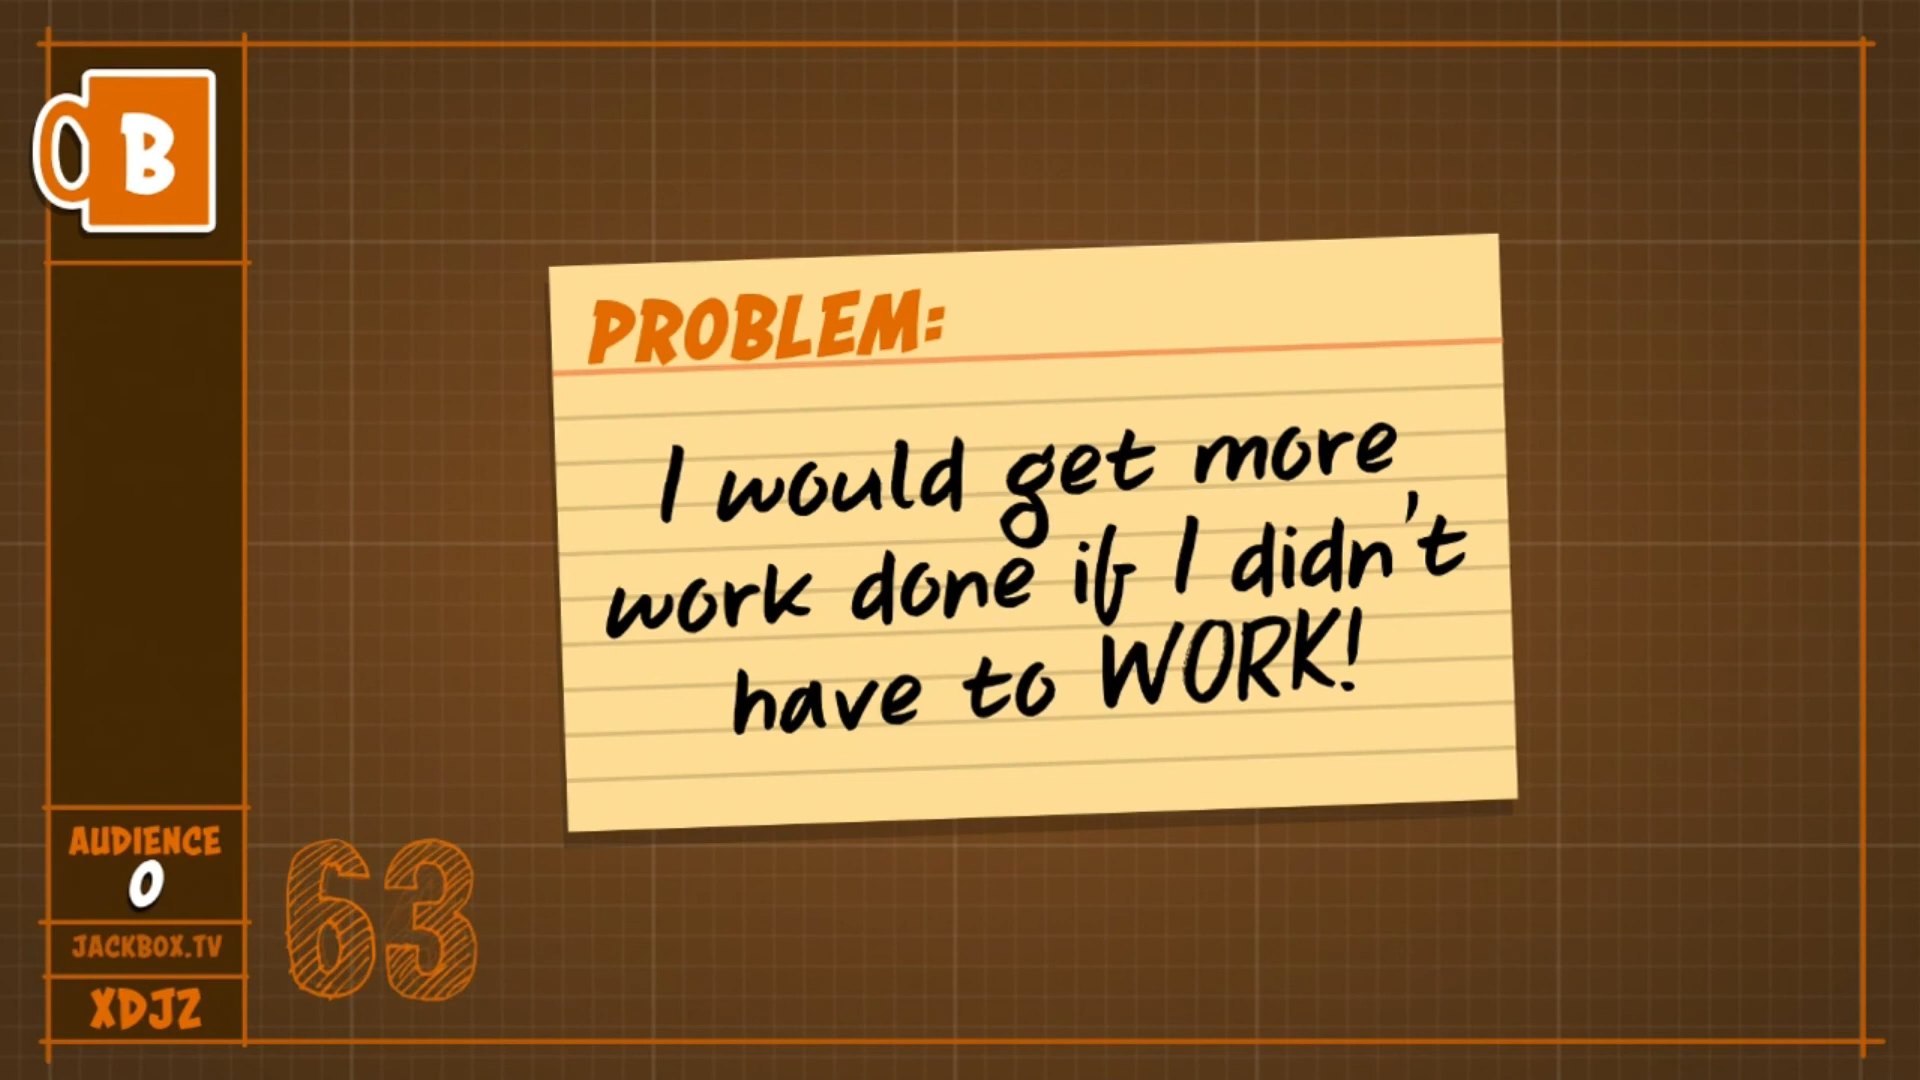 B
PROBLEM:
I would get more
work done if I didn't
have to WORK!
AUDIENCE
0
JACKBOX.TV
XDJZ
63